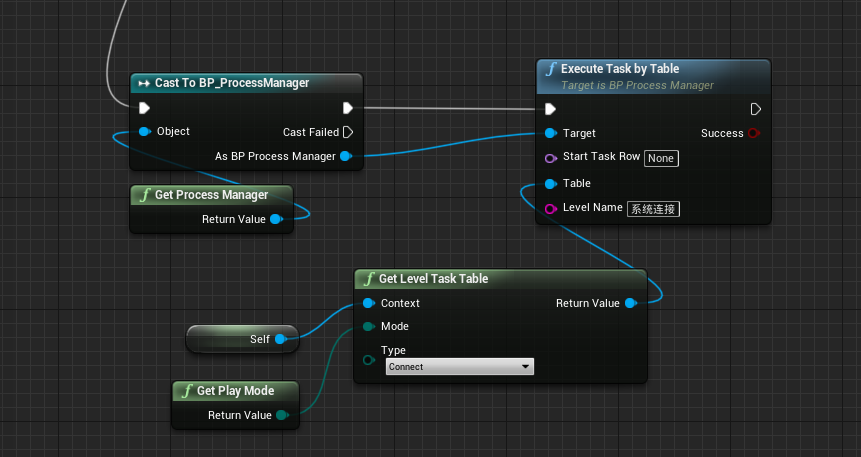 Cast To BP_ProcessManager
Object
Cast Failed
As BP Process Manager
Get Process Manager
Return Value
Execute Task by Table
Target is BP Process Manager
Target
Success
Start Task Row None
Table
Level Name 系统连接
Get Level Task Table
Context
Return Value
Mode
Type
Connect
Self
Get Play Mode
Return Value